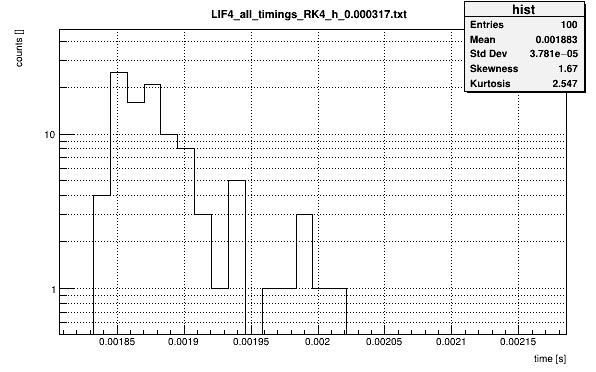 LIF4_all_timings_RK4_h_0.000317.txt
hist
Entries 100
Mean 0.001883
Std Dev 3.781e−05
Skewness 1.67
Kurtosis 2.547
counts []
10
1
0.00185 0.0019 0.00195 0.002 0.00205 0.0021 0.00215
time [s]